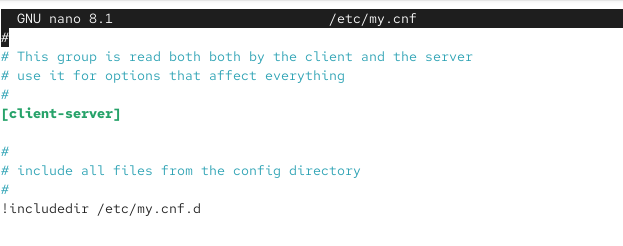 GNU nano 8.1 /etc/my.cnf
#
# This group is read both both by the client and the server
# use it for options that affect everything
#
[client-server]
#
# include all files from the config directory
#
!includedir /etc/my.cnf.d